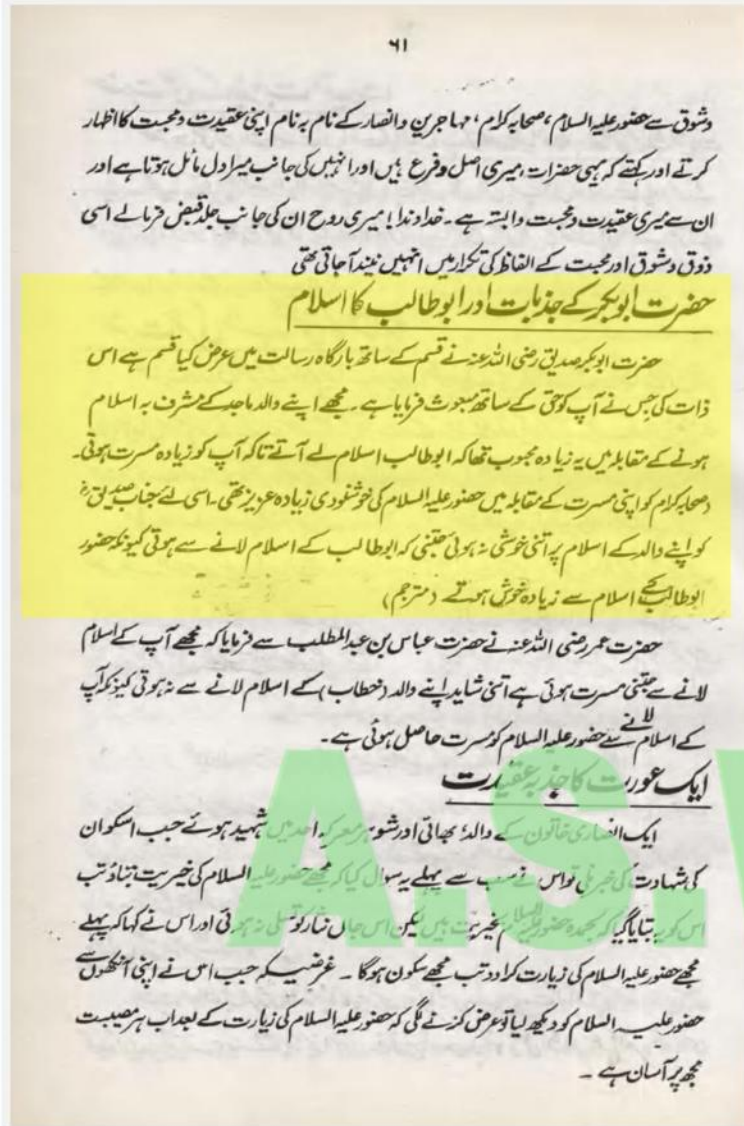 ۶۱
وشوق سے حضور علیہ السلام، صحابہ کرام، مہاجرین وانصار کے نام بہ نام اپنی عقیدت ومحبت کا اظہار
کرتے اور کہتے کہ یہی حضرات، میری اصل وفرع ہیں اور انہیں کی جانب میرا دل مائل ہوتا ہے اور
ان سے میری عقیدت ومحبت وابستہ ہے۔ خداوندا! میری روح ان کی جانب جلد قبض فرمالے اسی
ذوق وشوق اور محبت کے الفاظ کی تکرار میں انہیں نیند آجاتی تھی
حضرت ابوبکر کے جذبات اور ابوطالب کا اسلام
حضرت ابوبکر صدیق رضی اللہ عنہ نے قسم کے ساتھ بارگاہ رسالت میں عرض کیا قسم ہے اس
ذات کی جس نے آپ کو حق کے ساتھ مبعوث فرمایا ہے۔ مجھے اپنے والد ماجد کے مشرف بہ اسلام
ہونے کے مقابلہ میں یہ زیادہ محبوب تھا کہ ابوطالب اسلام لے آتے تاکہ آپ کو زیادہ مسرت ہوتی۔
(صحابہ کرام کو اپنی مسرت کے مقابلہ میں حضور علیہ السلام کی خوشنودی زیادہ عزیز تھی۔ اسی لئے جناب صدیقؓ
کو اپنے والد کے اسلام پر اتنی خوشی نہ ہوئی جتنی کہ ابوطالب کے اسلام لانے سے ہوتی کیونکہ حضور
ابوطالب کے اسلام سے زیادہ خوش ہوتے (مترجم)
حضرت عمر رضی اللہ عنہ نے حضرت عباس بن عبدالمطلب سے فرمایا کہ مجھے آپ کے اسلام
لانے سے جتنی مسرت ہوئی ہے اتنی شاید اپنے والد (خطاب) کے اسلام لانے سے نہ ہوتی کیونکہ آپ
کے اسلام لانے سے حضور علیہ السلام کو مسرت حاصل ہوئی ہے۔
ایک عورت کا جذبہ عقیدت
ایک انصاری خاتون کے والد، بھائی اور شوہر معرکہ احد میں شہید ہوئے جب اسکو ان
کی شہادت کی خبر ملی تو اس نے سب سے پہلے یہ سوال کیا کہ مجھے حضور علیہ السلام کی خیریت بتاؤ تب
اس کو یہ بتایا گیا کہ بحمدہ حضور علیہ السلام بخیریت ہیں لیکن اس جاں نثار کو تسلی نہ ہوئی اور اس نے کہا کہ پہلے
مجھے حضور علیہ السلام کی زیارت کرادو تب مجھے سکون ہوگا۔ غرضیکہ جب اس نے اپنی آنکھوں سے
حضور علیہ السلام کو دیکھ لیا تو عرض کرنے لگی کہ حضور علیہ السلام کی زیارت کے بعد اب ہر مصیبت
مجھ پر آسان ہے۔
A.S.